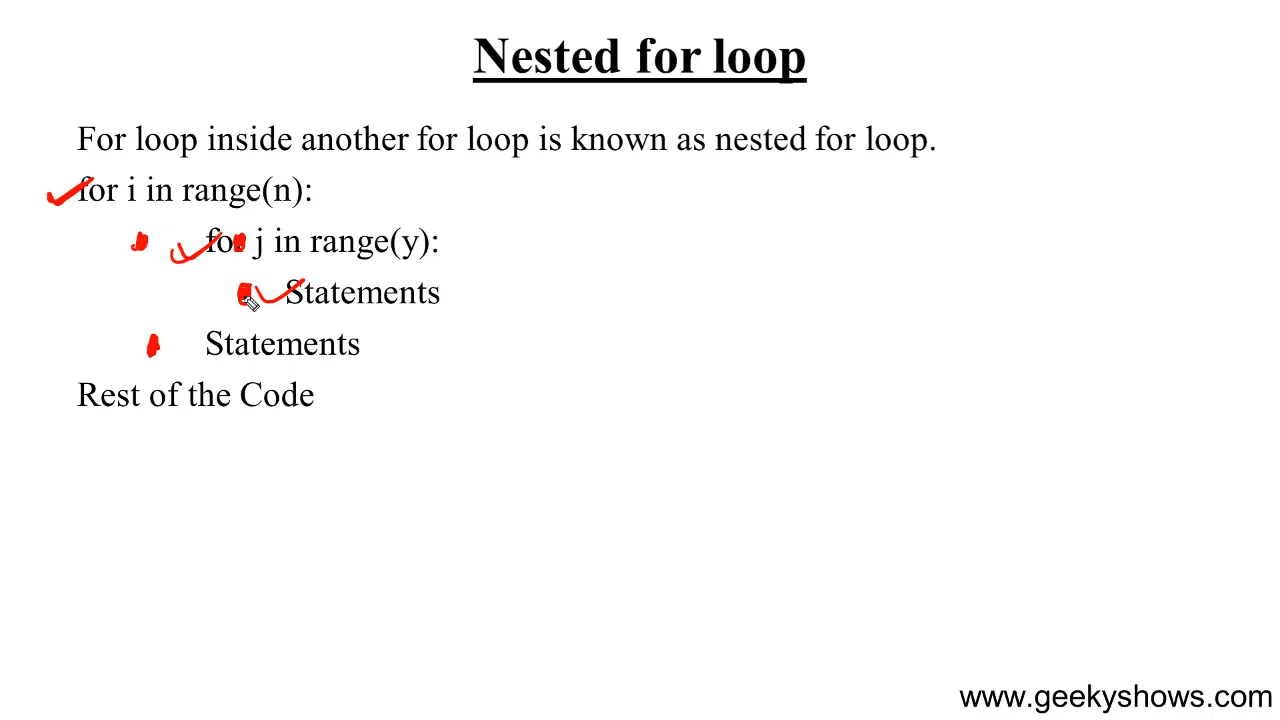 Nested for loop
For loop inside another for loop is known as nested for loop.
for i in range(n):
for j in range(y):
Statements
Statements
Rest of the Code
www.geekyshows.com